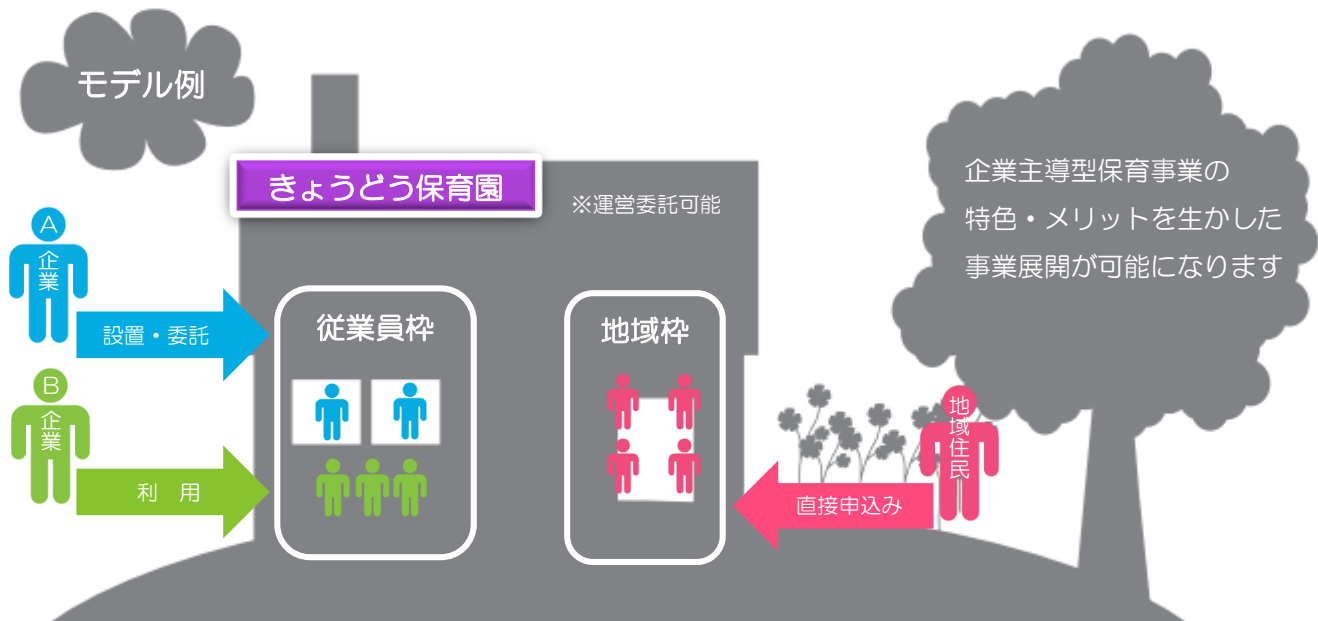 モデル例
きょうどう保育園
※運営委託可能
企業主導型保育事業の
特色・メリットを生かした
事業展開が可能になります
A
企業
設置・委託
従業員枠
地域枠
B
企業
利　用
地域住民
直接申込み